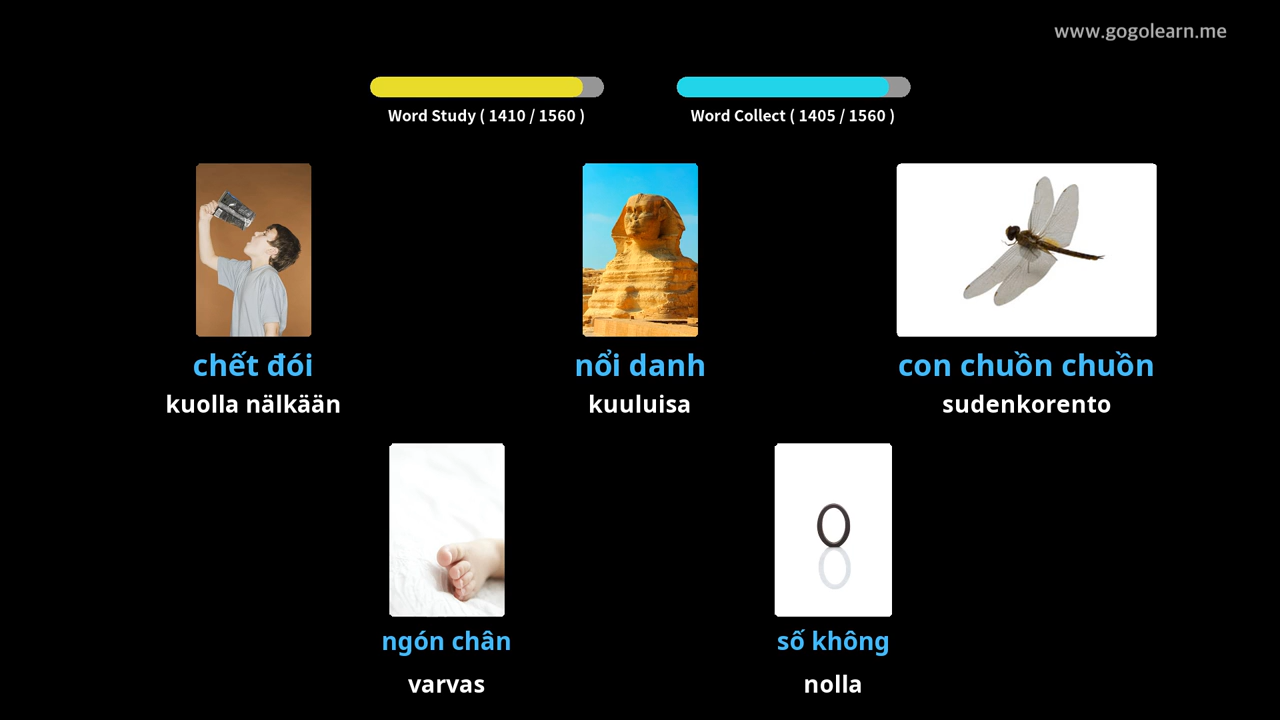 www.gogolearn.me
Word Study ( 1410 / 1560 )
Word Collect ( 1405 / 1560 )
chết đói
kuolla nälkään
nổi danh
kuuluisa
con chuồn chuồn
sudenkorento
ngón chân
varvas
số không
nolla